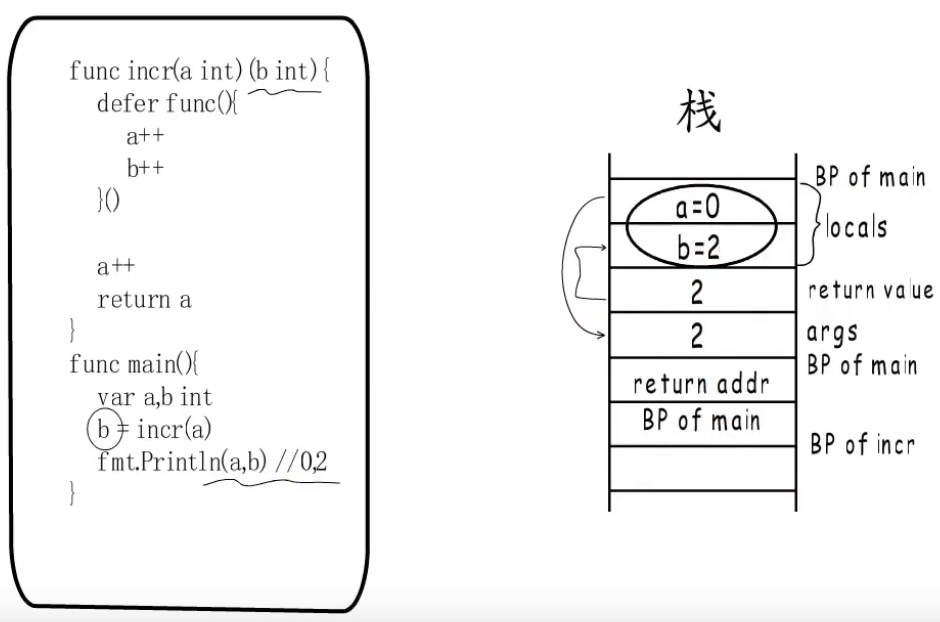 func incr(a int) (b int){
defer func(){
a++
b++
}()
a++
return a
}
func main(){
var a,b int
b = incr(a)
fmt.Println(a,b) //0,2
}
栈
BP of main
a=0
locals
b=2
2
return value
2
args
BP of main
return addr
BP of main
BP of incr